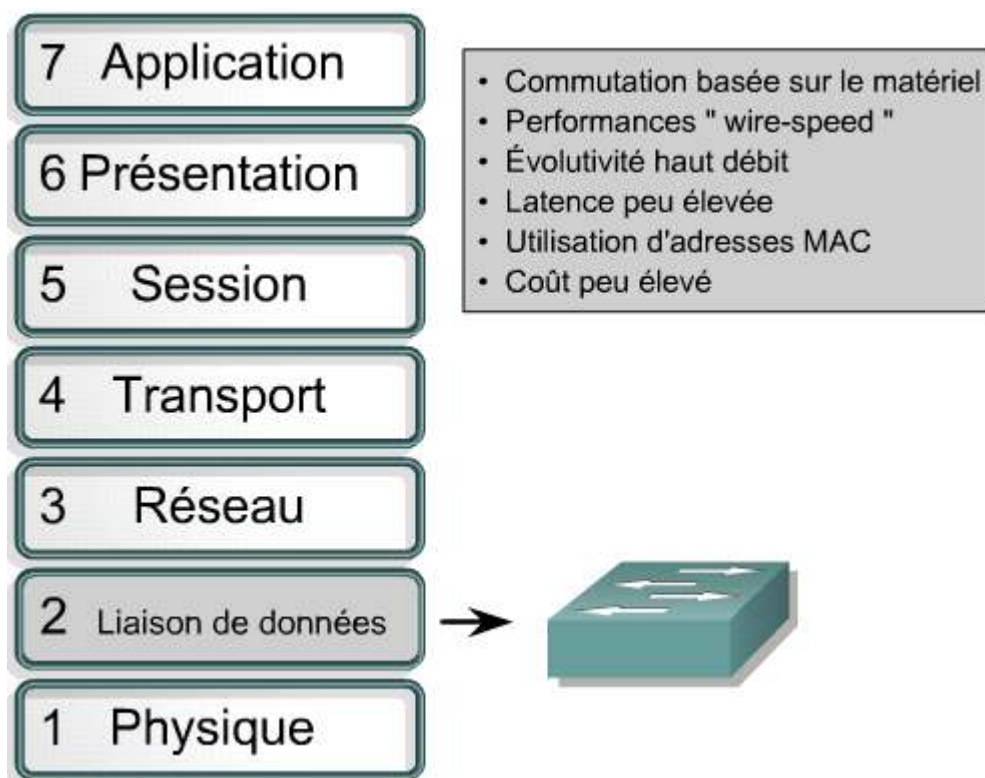 7 Application
6 Présentation
5 Session
4 Transport
3 Réseau
2 Liaison de données
1 Physique
• Commutation basée sur le matériel
• Performances " wire-speed "
• Évolutivité haut débit
• Latence peu élevée
• Utilisation d'adresses MAC
• Coût peu élevé